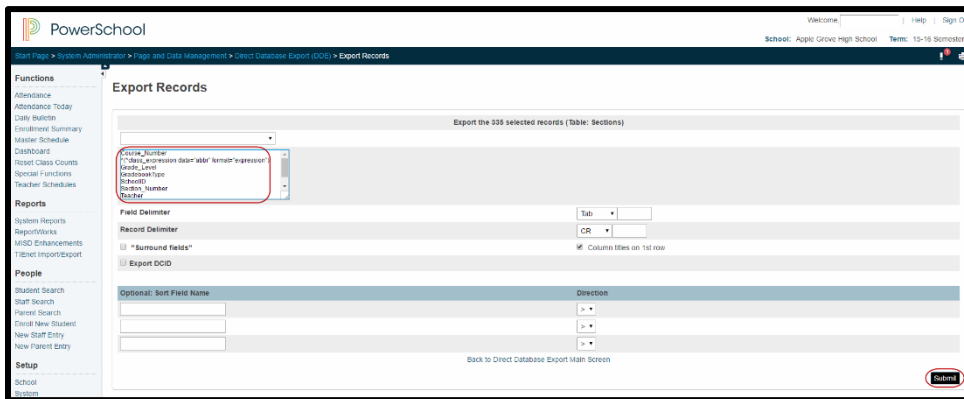 PowerSchool
Welcome, | Help | Sign O
School: Apple Grove High School Term: 15-16 Semester
Start Page > System Administrator > Page and Data Management > Direct Database Export (DDE) > Export Records
Functions
Attendance
Attendance Today
Daily Bulletin
Enrollment Summary
Master Schedule
Dashboard
Reset Class Counts
Special Functions
Teacher Schedules
Reports
System Reports
ReportWorks
MISD Enhancements
TIEnet Import/Export
People
Student Search
Staff Search
Parent Search
Enroll New Student
New Staff Entry
New Parent Entry
Setup
School
System
Export Records
Export the 335 selected records (Table: Sections)
Course_Number
^(*class_expression data="abbr" format="expression")
Grade_Level
GradebookType
SchoolID
Section_Number
Teacher
Field Delimiter Tab
Record Delimiter CR
"Surround fields" Column titles on 1st row
Export DCID
Optional: Sort Field Name Direction
>
>
>
Back to Direct Database Export Main Screen
Submit